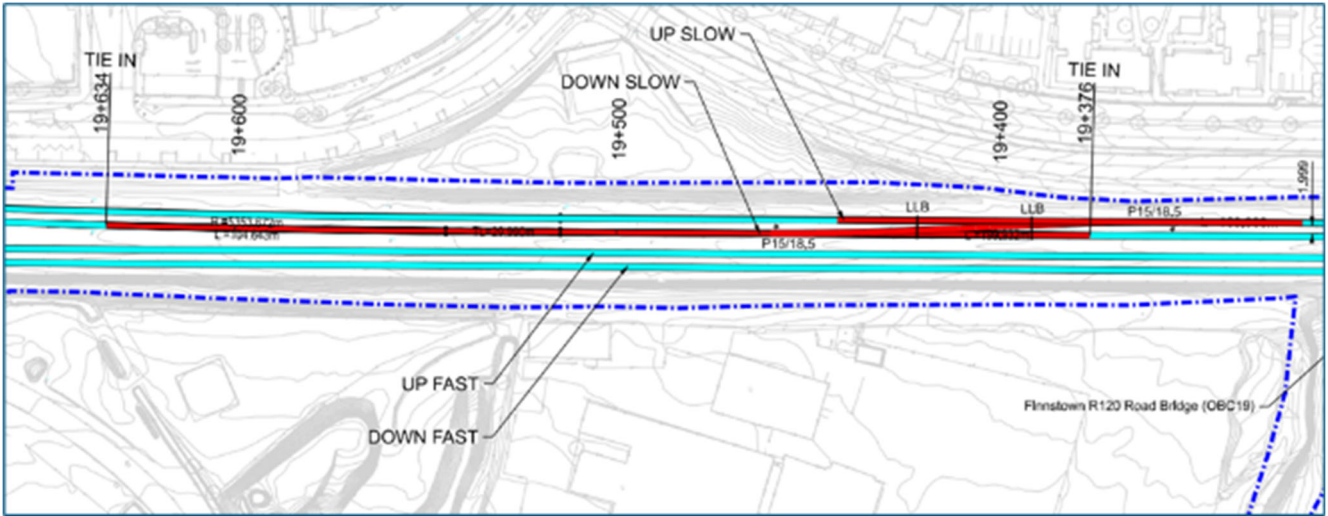 UP SLOW
TIE IN
TIE IN
DOWN SLOW
19+634
19+600
19+500
19+400
19+376
1.999
LLB
LLB
P15/18,5
P15/18,5
UP FAST
Finnstown R120 Road Bridge (OBC19)
DOWN FAST